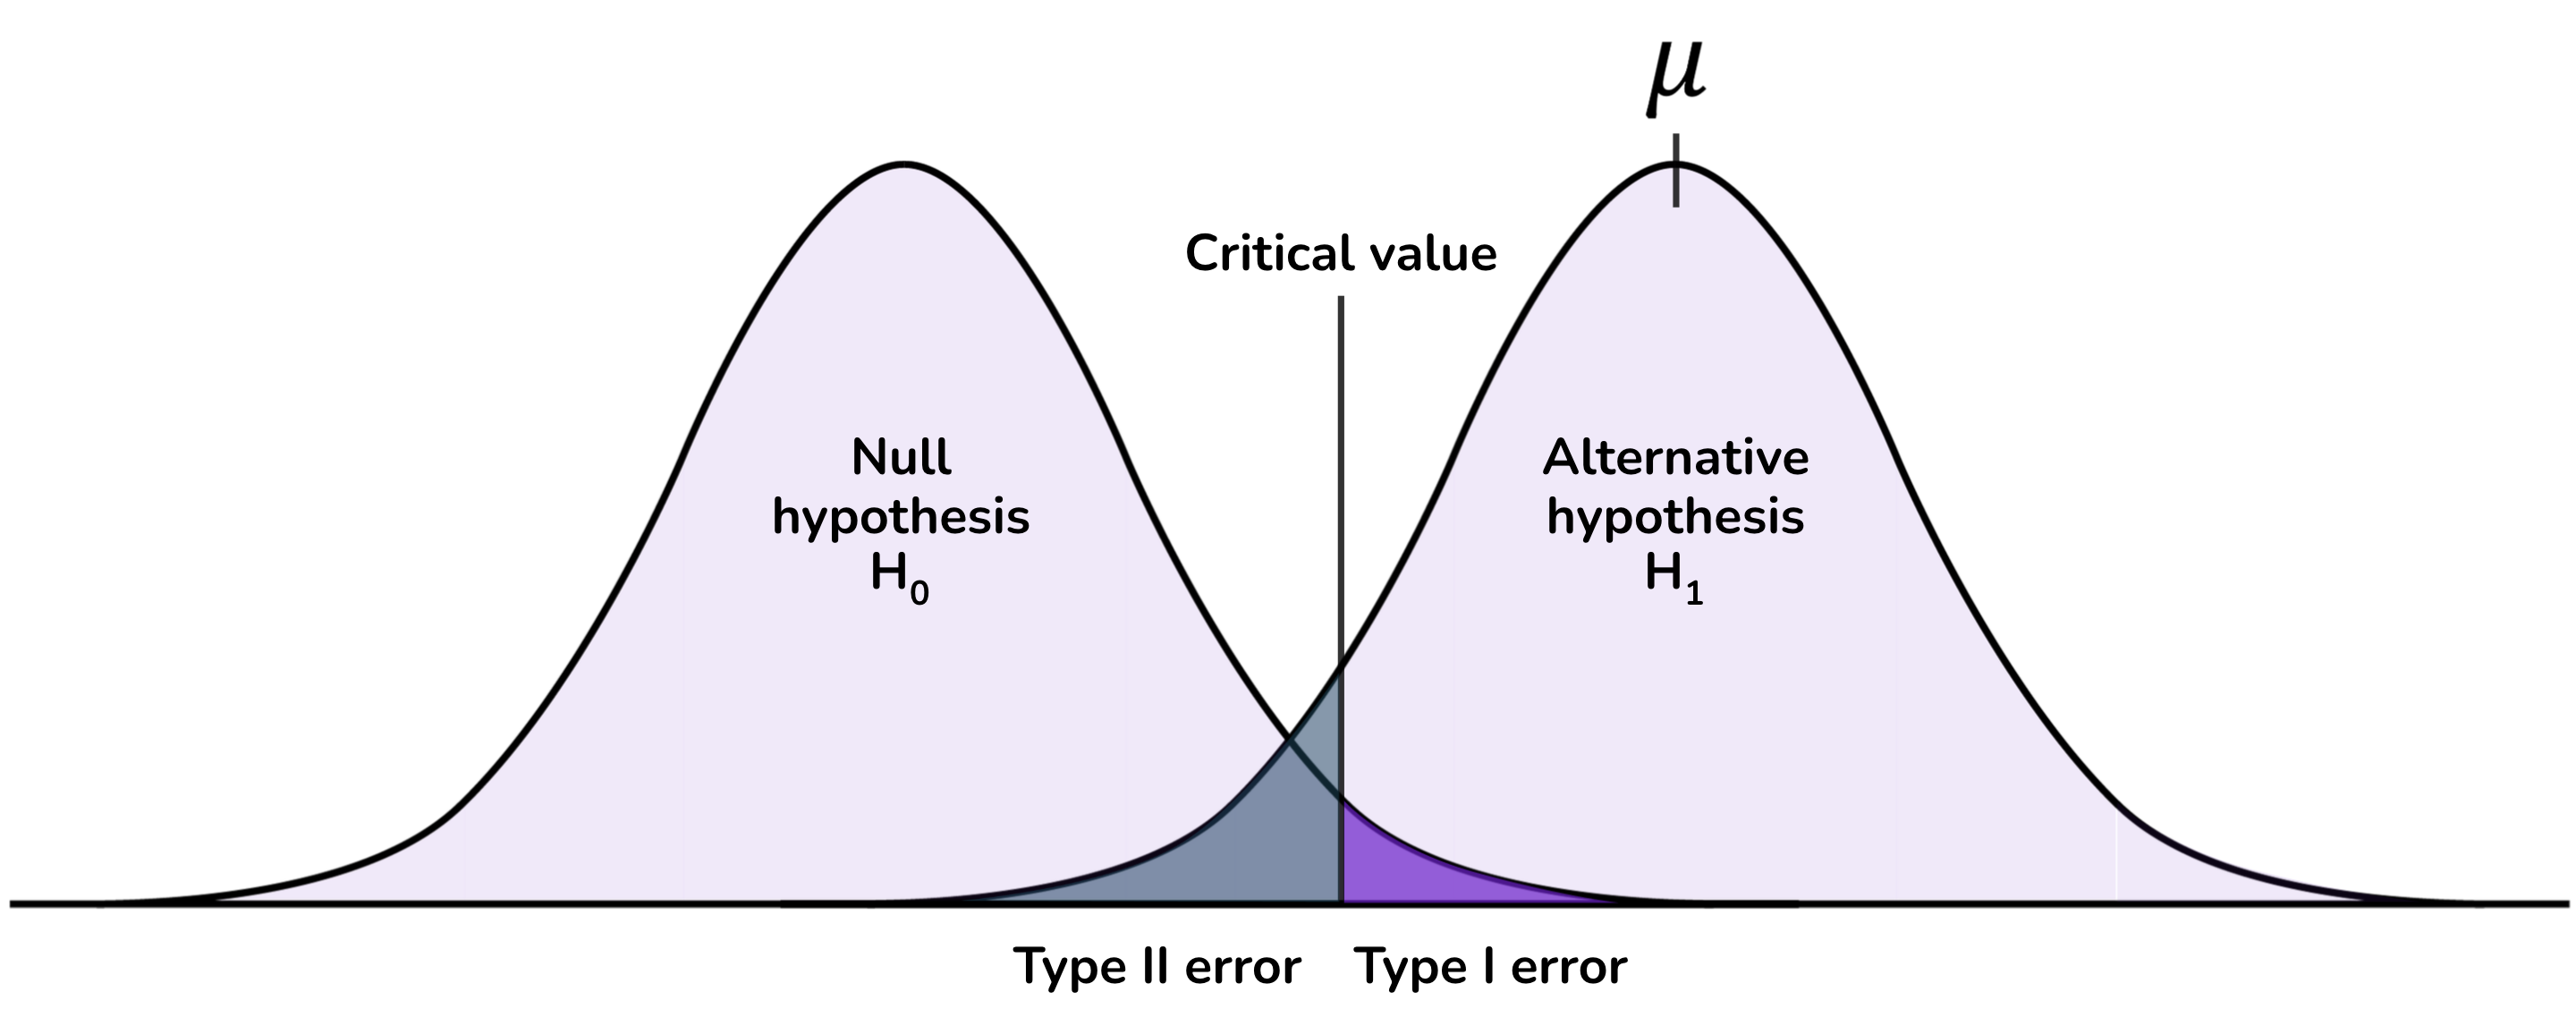 μ
Critical value
Null
hypothesis
H₀
Alternative
hypothesis
H₁
Type II error
Type I error